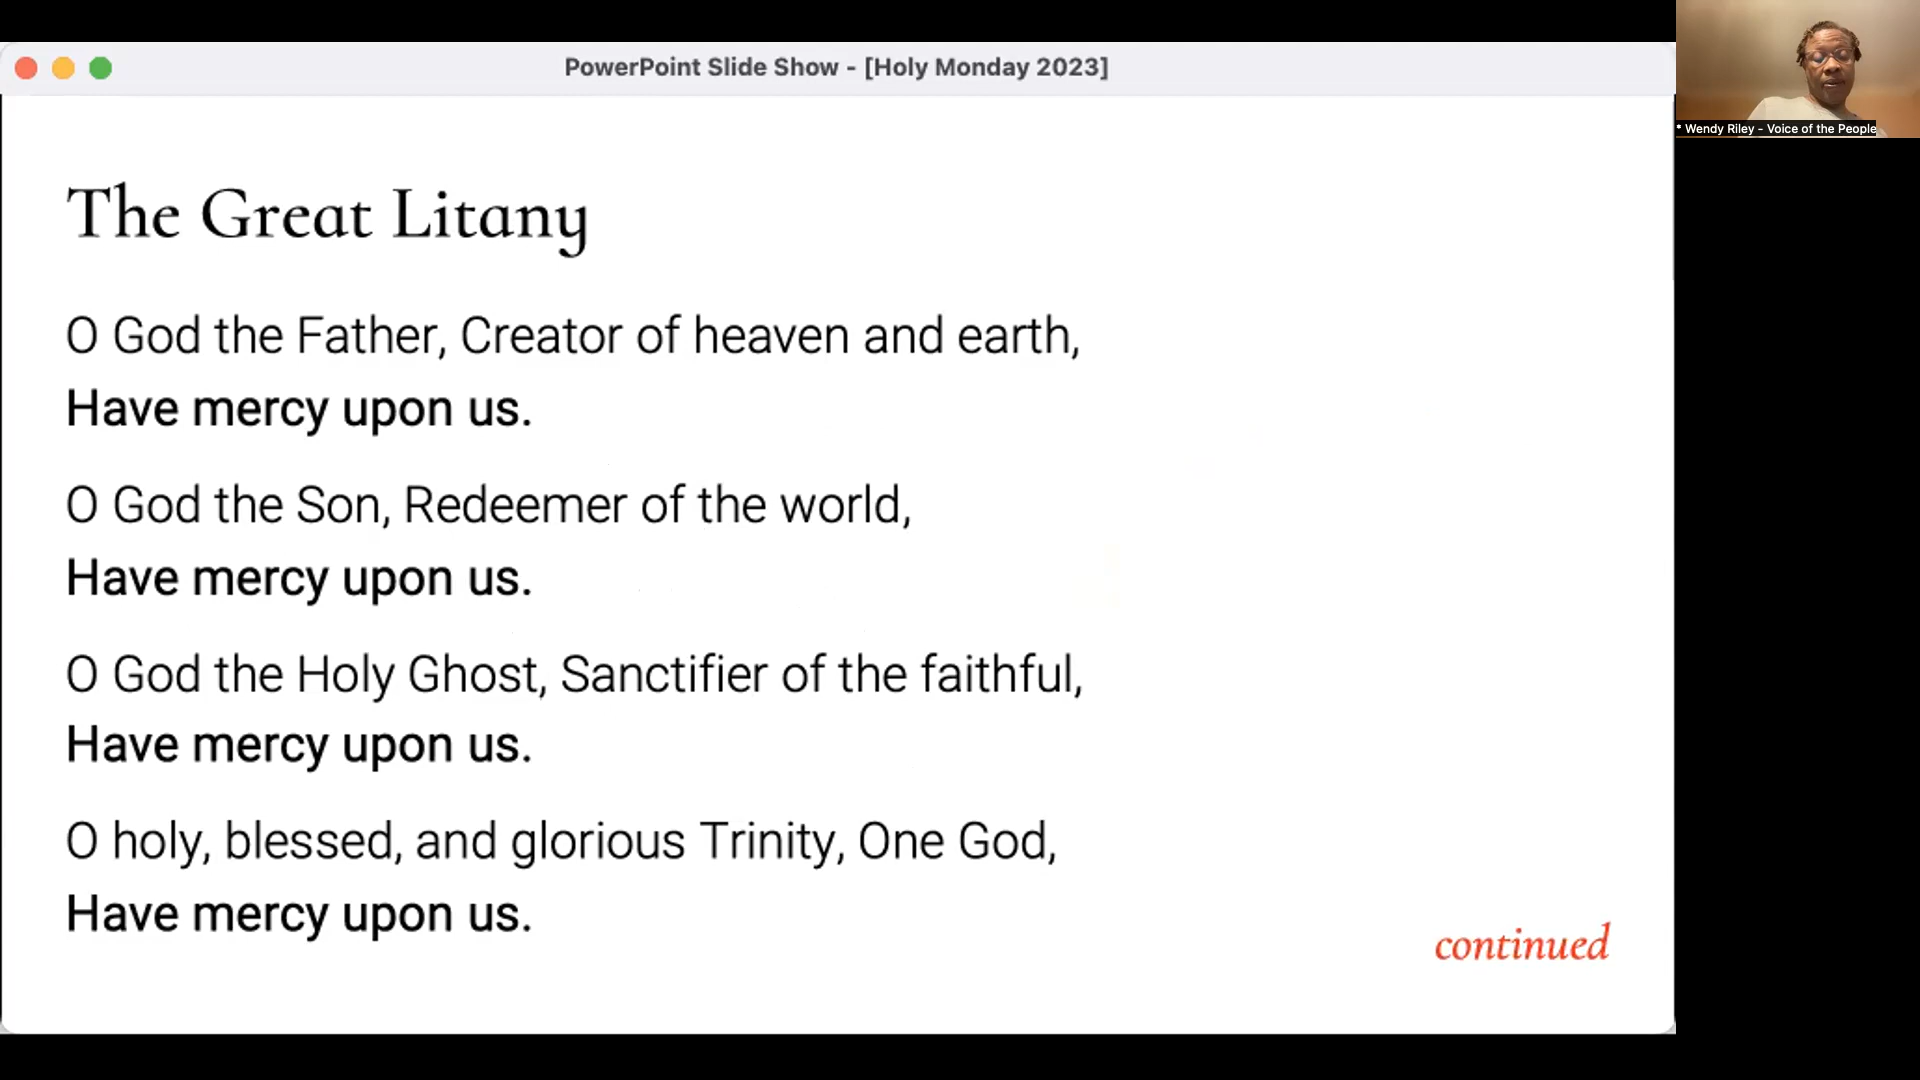 PowerPoint Slide Show - [Holy Monday 2023]
* Wendy Riley - Voice of the People
The Great Litany
O God the Father, Creator of heaven and earth,
Have mercy upon us.
O God the Son, Redeemer of the world,
Have mercy upon us.
O God the Holy Ghost, Sanctifier of the faithful,
Have mercy upon us.
O holy, blessed, and glorious Trinity, One God,
Have mercy upon us.
continued